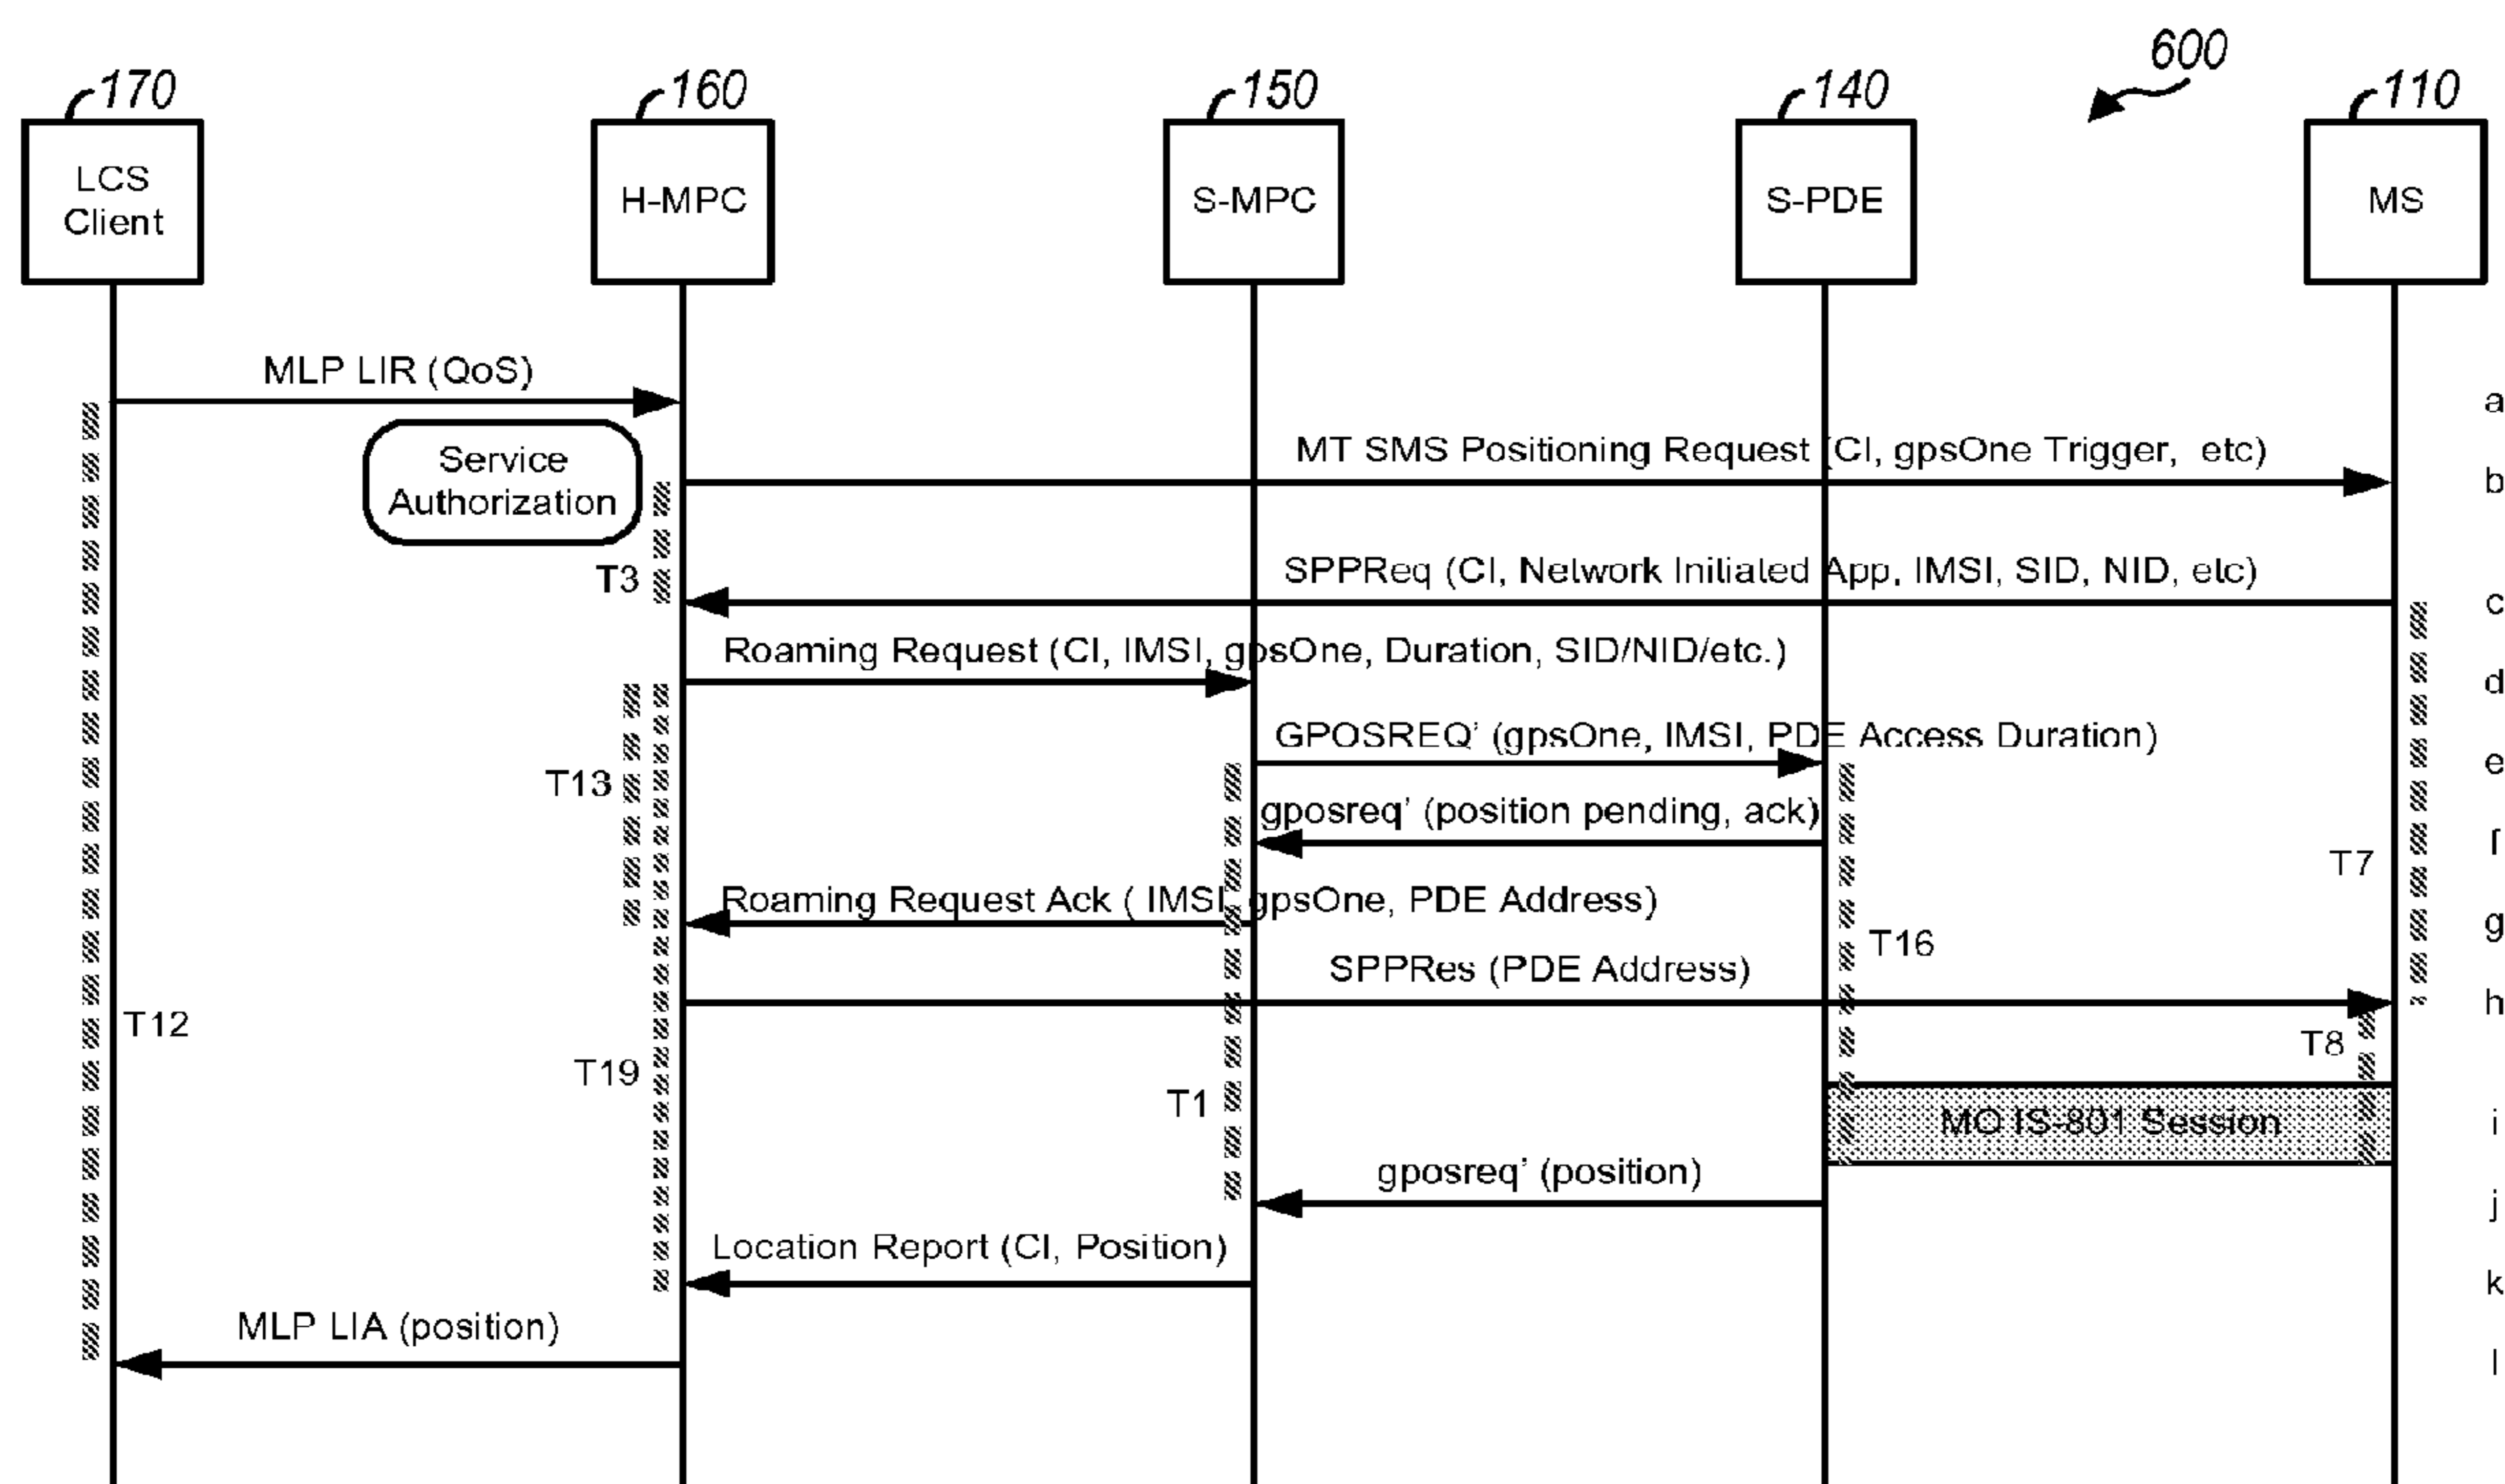 600
170
160
150
140
110
LCS
Client
H-MPC
S-MPC
S-PDE
MS
MLP LIR (QoS)
a
Service
Authorization
MT SMS Positioning Request (CI, gpsOne Trigger, etc)
b
T3
SPPReq (CI, Network Initiated App, IMSI, SID, NID, etc)
c
Roaming Request (CI, IMSI, gpsOne, Duration, SID/NID/etc.)
d
GPOSREQ' (gpsOne, IMSI, PDE Access Duration)
e
T13
gposreq' (position pending, ack)
f
T7
Roaming Request Ack ( IMSI, gpsOne, PDE Address)
g
T16
SPPRes (PDE Address)
h
T12
T8
T19
T1
MO IS-801 Session
i
gposreq' (position)
j
Location Report (CI, Position)
k
MLP LIA (position)
l